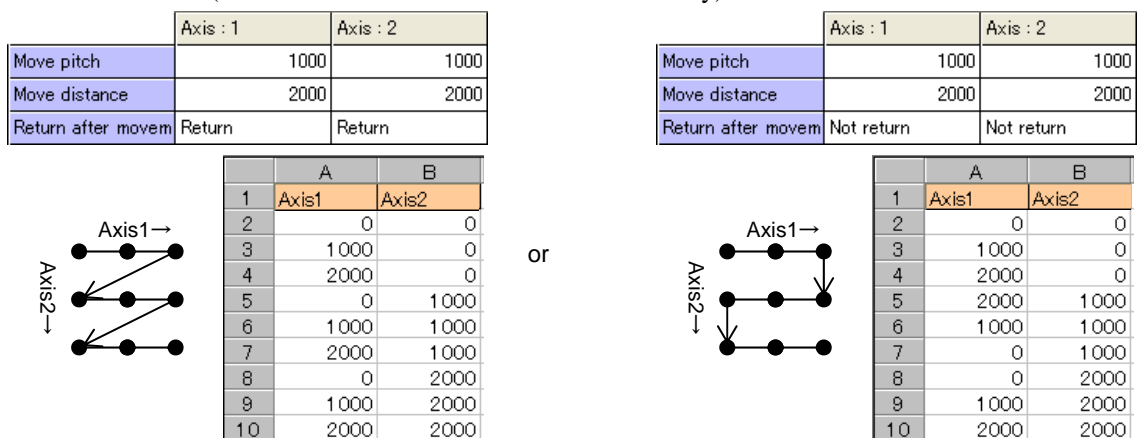 Axis : 1 Axis : 2
Move pitch 1000 1000
Move distance 2000 2000
Return after movem Return Return
A B
1 Axis1 Axis2
2 0 0
3 1000 0
4 2000 0
5 0 1000
6 1000 1000
7 2000 1000
8 0 2000
9 1000 2000
10 2000 2000
Axis1→
Axis2→
or
Axis : 1 Axis : 2
Move pitch 1000 1000
Move distance 2000 2000
Return after movem Not return Not return
A B
1 Axis1 Axis2
2 0 0
3 1000 0
4 2000 0
5 2000 1000
6 1000 1000
7 0 1000
8 0 2000
9 1000 2000
10 2000 2000
Axis1→
Axis2→